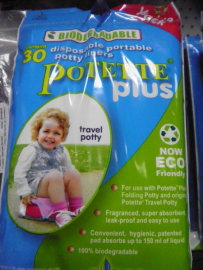 BIODEGRADABLE
30
disposable portable
potty liners
POTETTE®
plus
travel
potty
NOW
ECO
Friendly
For use with Potette Plus
Folding Potty and original
Potette Travel Potty
Fragranced, super absorbent
leak-proof and easy to use
Convenient, hygienic, patented
pad absorbs up to 150 ml of liquid
100% biodegradable